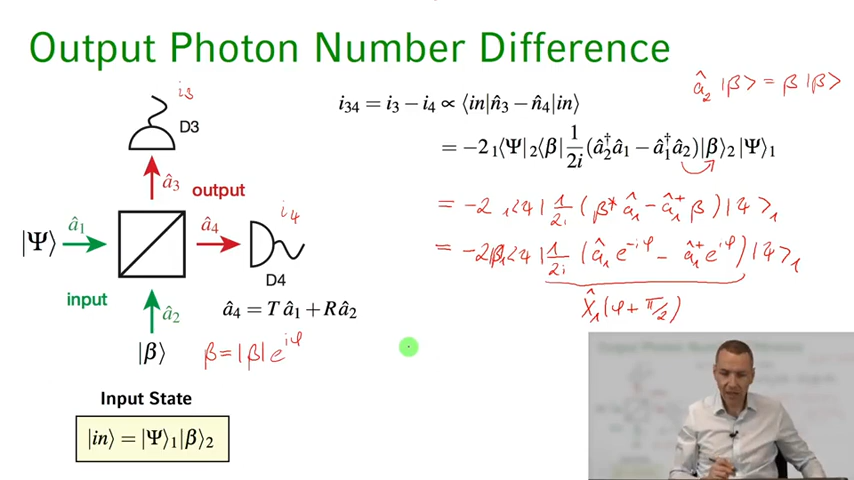 Output Photon Number Difference
â₂ |β⟩ = β |β⟩
i₃
D3
i₃₄ = i₃ − i₄ ∝ ⟨in|n̂₃ − n̂₄|in⟩
= −2 ₁⟨Ψ| ₂⟨β| 1/2i (â₂†â₁ − â₁†â₂)|β⟩₂|Ψ⟩₁
â₃
output
= −2 ₁⟨Ψ| 1/2i (β* â₁ − â₁⁺ β) |Ψ⟩₁
i₄
|Ψ⟩
â₁
â₄
= −2|β| ₁⟨Ψ| 1/2i (â₁ e^{−iφ} − â₁⁺ e^{iφ}) |Ψ⟩₁
D4
input
â₂
â₄ = T â₁ + R â₂
X̂₁(φ + π/2)
|β⟩
β = |β| e^{iφ}
Input State
|in⟩ = |Ψ⟩₁|β⟩₂